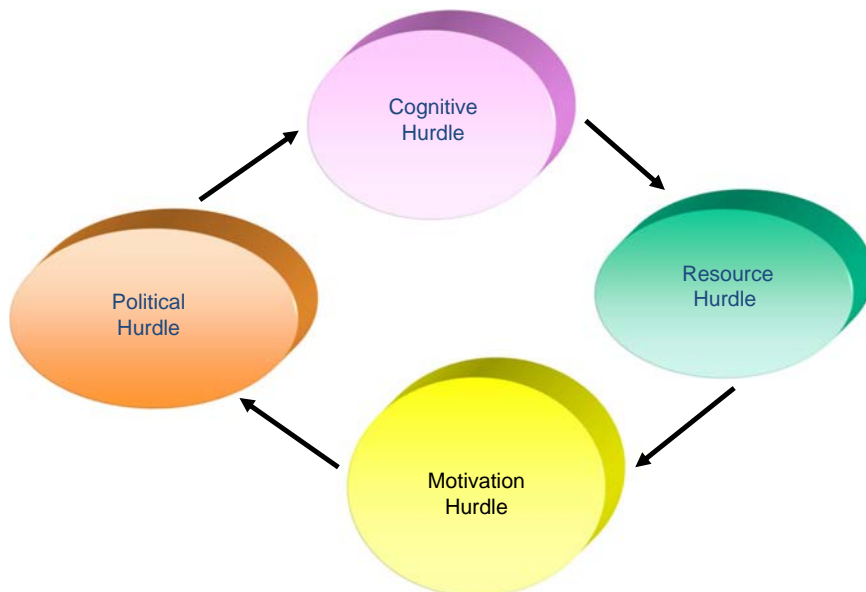 Cognitive
Hurdle
Resource
Hurdle
Motivation
Hurdle
Political
Hurdle